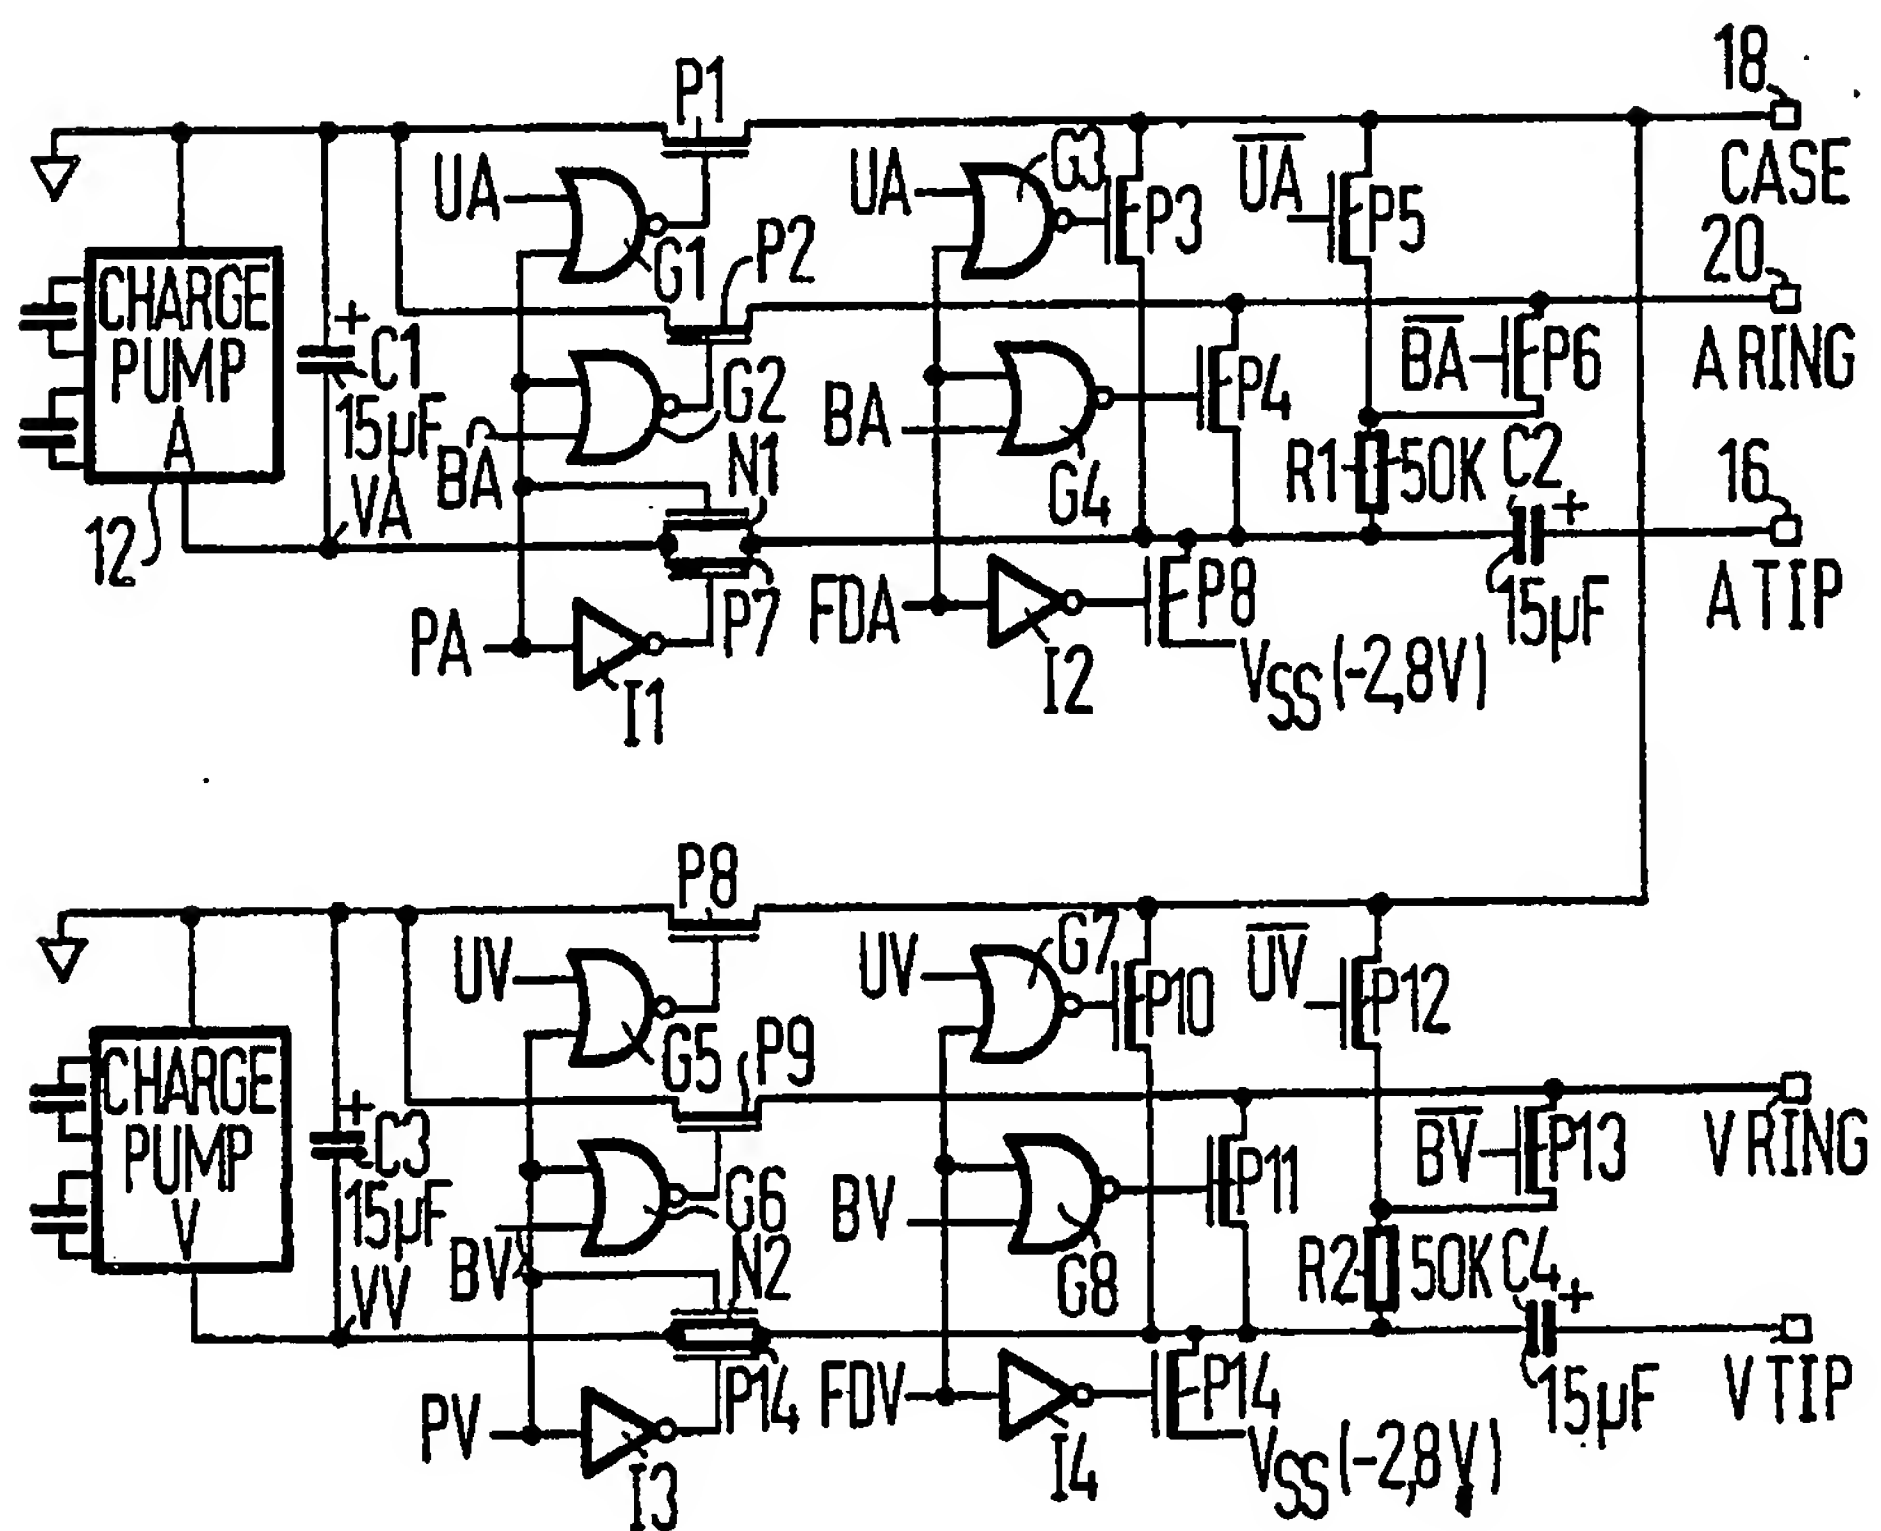 18
P1
UA
UA
G3
UA
CASE
P3
P5
20
G1
P2
CHARGE
PUMP
A
C1
15µF
+
BA
P6
A RING
G2
BA
P4
BA
N1
R1
50K
C2
+
16
G4
VA
12
P7
FDA
P8
15µF
A TIP
PA
I1
I2
VSS (-2,8V)
P8
UV
UV
G7
UV
P10
P12
G5
P9
CHARGE
PUMP
V
C3
15µF
+
BV
P13
V RING
G6
BV
P11
BV
N2
R2
50K
C4
+
G8
VV
P14
FDV
P14
15µF
V TIP
PV
I3
I4
VSS (-2,8V)